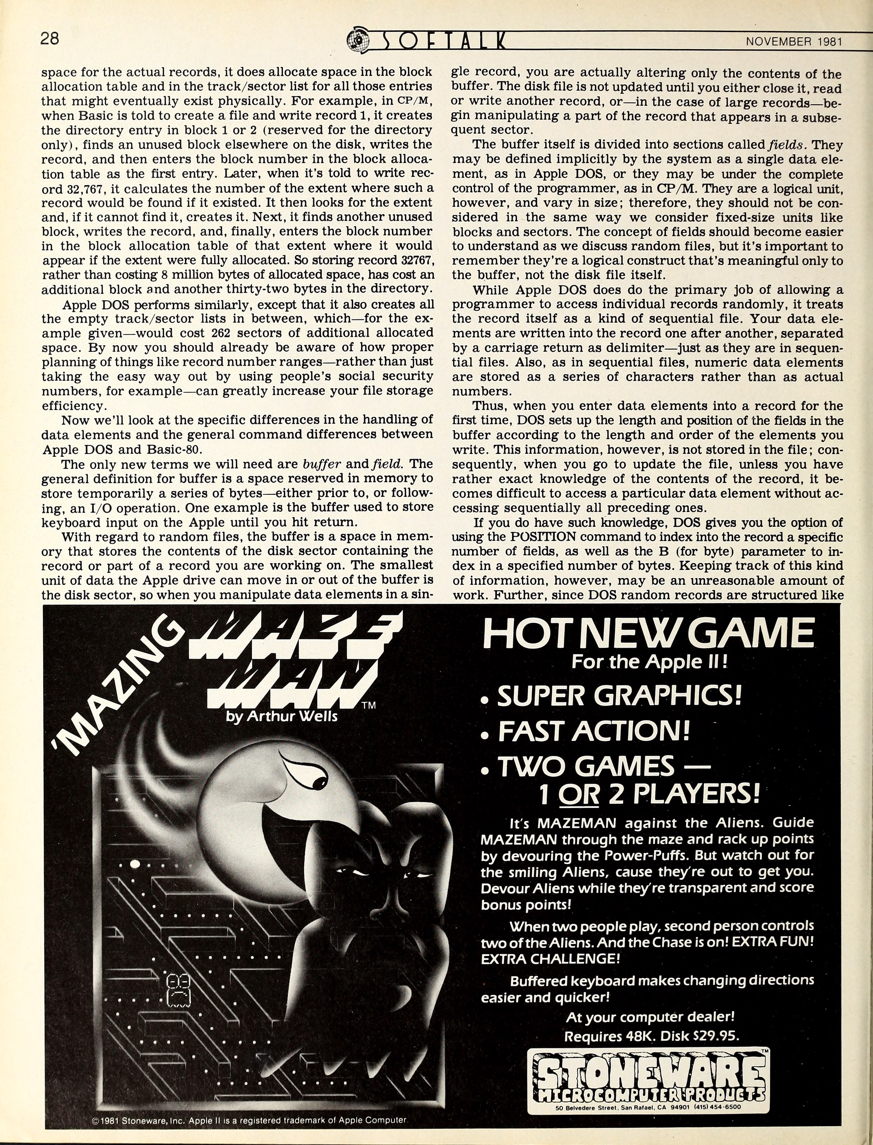 28
SOFTALK
NOVEMBER 1981
space for the actual records, it does allocate space in the block
allocation table and in the track/sector list for all those entries
that might eventually exist physically. For example, in CP/M,
when Basic is told to create a file and write record 1, it creates
the directory entry in block 1 or 2 (reserved for the directory
only), finds an unused block elsewhere on the disk, writes the
record, and then enters the block number in the block alloca-
tion table as the first entry. Later, when it's told to write rec-
ord 32,767, it calculates the number of the extent where such a
record would be found if it existed. It then looks for the extent
and, if it cannot find it, creates it. Next, it finds another unused
block, writes the record, and, finally, enters the block number
in the block allocation table of that extent where it would
appear if the extent were fully allocated. So storing record 32767,
rather than costing 8 million bytes of allocated space, has cost an
additional block and another thirty-two bytes in the directory.
Apple DOS performs similarly, except that it also creates all
the empty track/sector lists in between, which—for the ex-
ample given—would cost 262 sectors of additional allocated
space. By now you should already be aware of how proper
planning of things like record number ranges—rather than just
taking the easy way out by using people's social security
numbers, for example—can greatly increase your file storage
efficiency.
Now we'll look at the specific differences in the handling of
data elements and the general command differences between
Apple DOS and Basic-80.
The only new terms we will need are buffer and field. The
general definition for buffer is a space reserved in memory to
store temporarily a series of bytes—either prior to, or follow-
ing, an I/O operation. One example is the buffer used to store
keyboard input on the Apple until you hit return.
With regard to random files, the buffer is a space in mem-
ory that stores the contents of the disk sector containing the
record or part of a record you are working on. The smallest
unit of data the Apple drive can move in or out of the buffer is
the disk sector, so when you manipulate data elements in a sin-
gle record, you are actually altering only the contents of the
buffer. The disk file is not updated until you either close it, read
or write another record, or—in the case of large records—be-
gin manipulating a part of the record that appears in a subse-
quent sector.
The buffer itself is divided into sections called fields. They
may be defined implicitly by the system as a single data ele-
ment, as in Apple DOS, or they may be under the complete
control of the programmer, as in CP/M. They are a logical unit,
however, and vary in size; therefore, they should not be con-
sidered in the same way we consider fixed-size units like
blocks and sectors. The concept of fields should become easier
to understand as we discuss random files, but it's important to
remember they're a logical construct that's meaningful only to
the buffer, not the disk file itself.
While Apple DOS does do the primary job of allowing a
programmer to access individual records randomly, it treats
the record itself as a kind of sequential file. Your data ele-
ments are written into the record one after another, separated
by a carriage return as delimiter—just as they are in sequen-
tial files. Also, as in sequential files, numeric data elements
are stored as a series of characters rather than as actual
numbers.
Thus, when you enter data elements into a record for the
first time, DOS sets up the length and position of the fields in the
buffer according to the length and order of the elements you
write. This information, however, is not stored in the file; con-
sequently, when you go to update the file, unless you have
rather exact knowledge of the contents of the record, it be-
comes difficult to access a particular data element without ac-
cessing sequentially all preceding ones.
If you do have such knowledge, DOS gives you the option of
using the POSITION command to index into the record a specific
number of fields, as well as the B (for byte) parameter to in-
dex in a specified number of bytes. Keeping track of this kind
of information, however, may be an unreasonable amount of
work. Further, since DOS random records are structured like
'MAZING
MAZE
MAN TM
by Arthur Wells
© 1981 Stoneware, Inc. Apple II is a registered trademark of Apple Computer
HOT NEW GAME
For the Apple II!
• SUPER GRAPHICS!
• FAST ACTION!
• TWO GAMES —
1 OR 2 PLAYERS!
It's MAZEMAN against the Aliens. Guide
MAZEMAN through the maze and rack up points
by devouring the Power-Puffs. But watch out for
the smiling Aliens, cause they're out to get you.
Devour Aliens while they're transparent and score
bonus points!
When two people play, second person controls
two of the Aliens. And the Chase is on! EXTRA FUN!
EXTRA CHALLENGE!
Buffered keyboard makes changing directions
easier and quicker!
At your computer dealer!
Requires 48K. Disk $29.95.
STONEWARE TM
MICROCOMPUTER PRODUCTS
50 Belvedere Street, San Rafael, CA 94901 (415) 454-6500